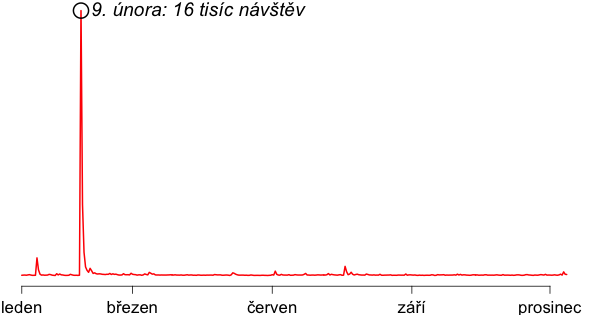 9. února: 16 tisíc návštěv
leden březen červen září prosinec